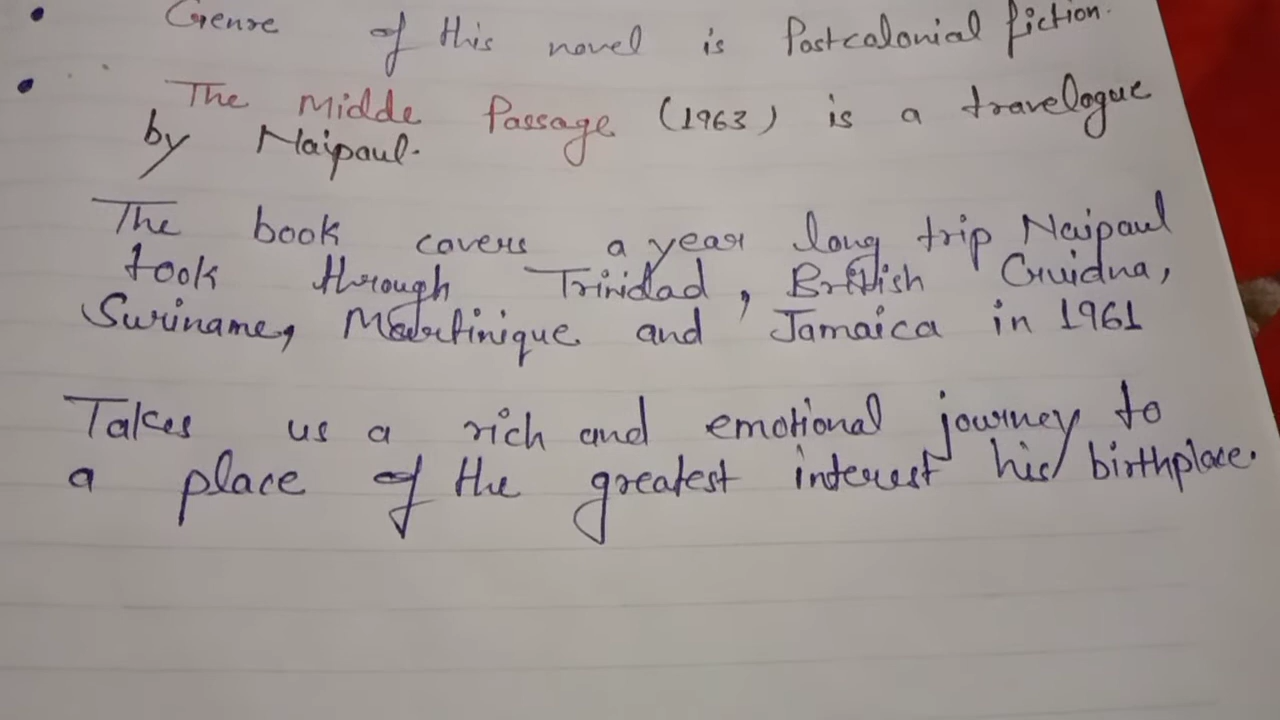 Genre of this novel is Postcolonial fiction.
The Midde Passage (1963) is a travelogue
by Naipaul.
The book covers a year long trip Naipaul
took through Trinidad, British Guidna,
Suriname, Martinique and Jamaica in 1961
Takes us a rich and emotional journey to
a place of the greatest interest his birthplace.